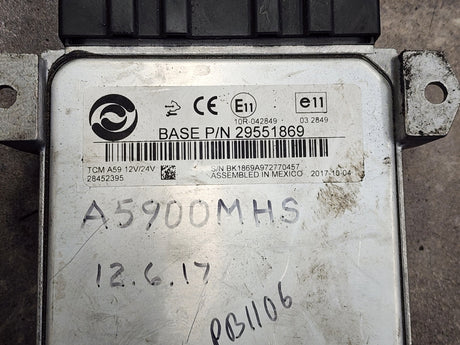 CE E11 e11
10R-042849 03 2849
BASE P/N 29551869
TCM A59 12V/24V S/N BK1869A972770457
28452395 ASSEMBLED IN MEXICO 2017-10-04
A5900MHS
12.6.17
PB1106